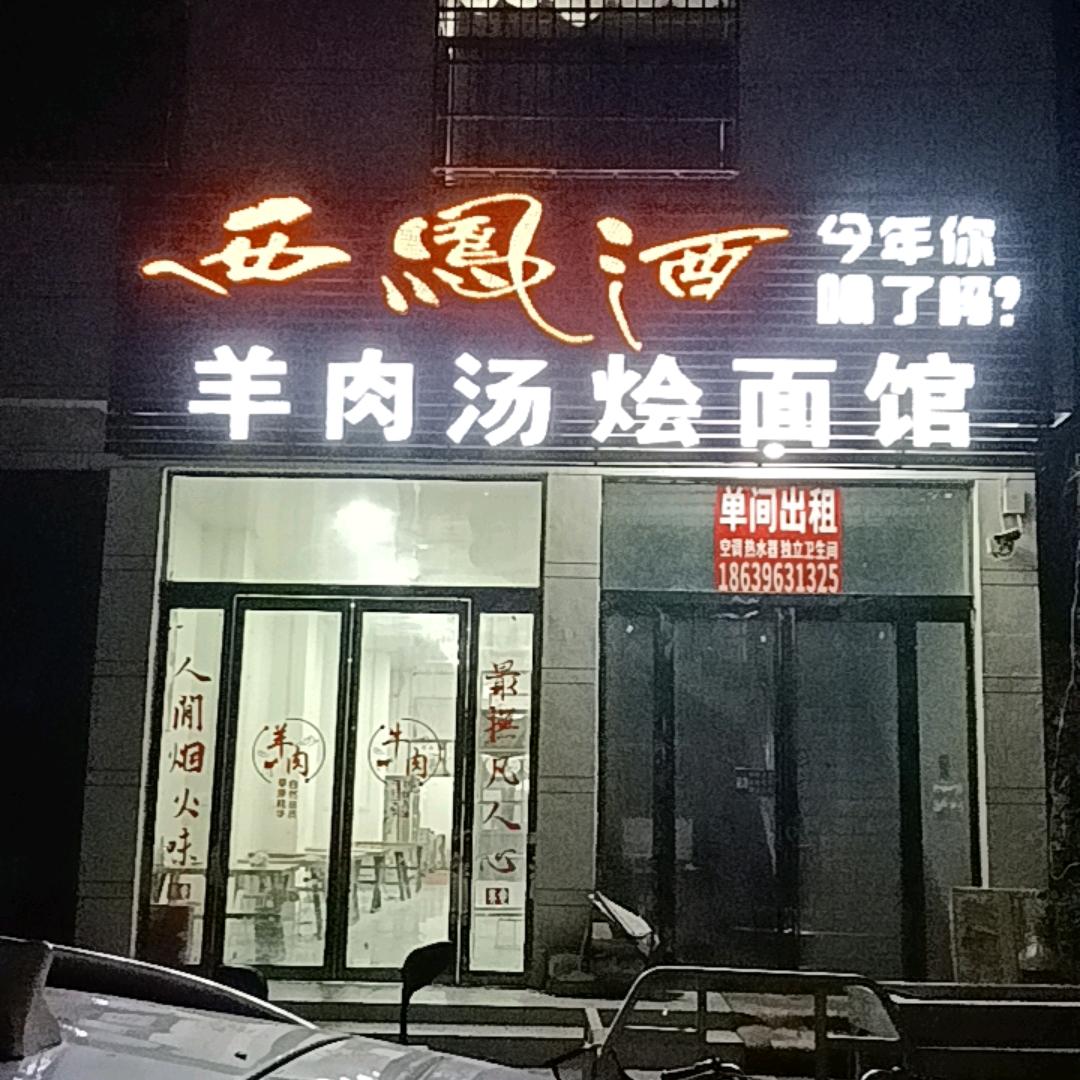 西鳳酒
今年你
喝了吗?
羊肉汤烩面馆
单间出租
空调 热水器 独立卫生间
18639631325
人間烟火味
最抚凡人心
羊肉
牛肉